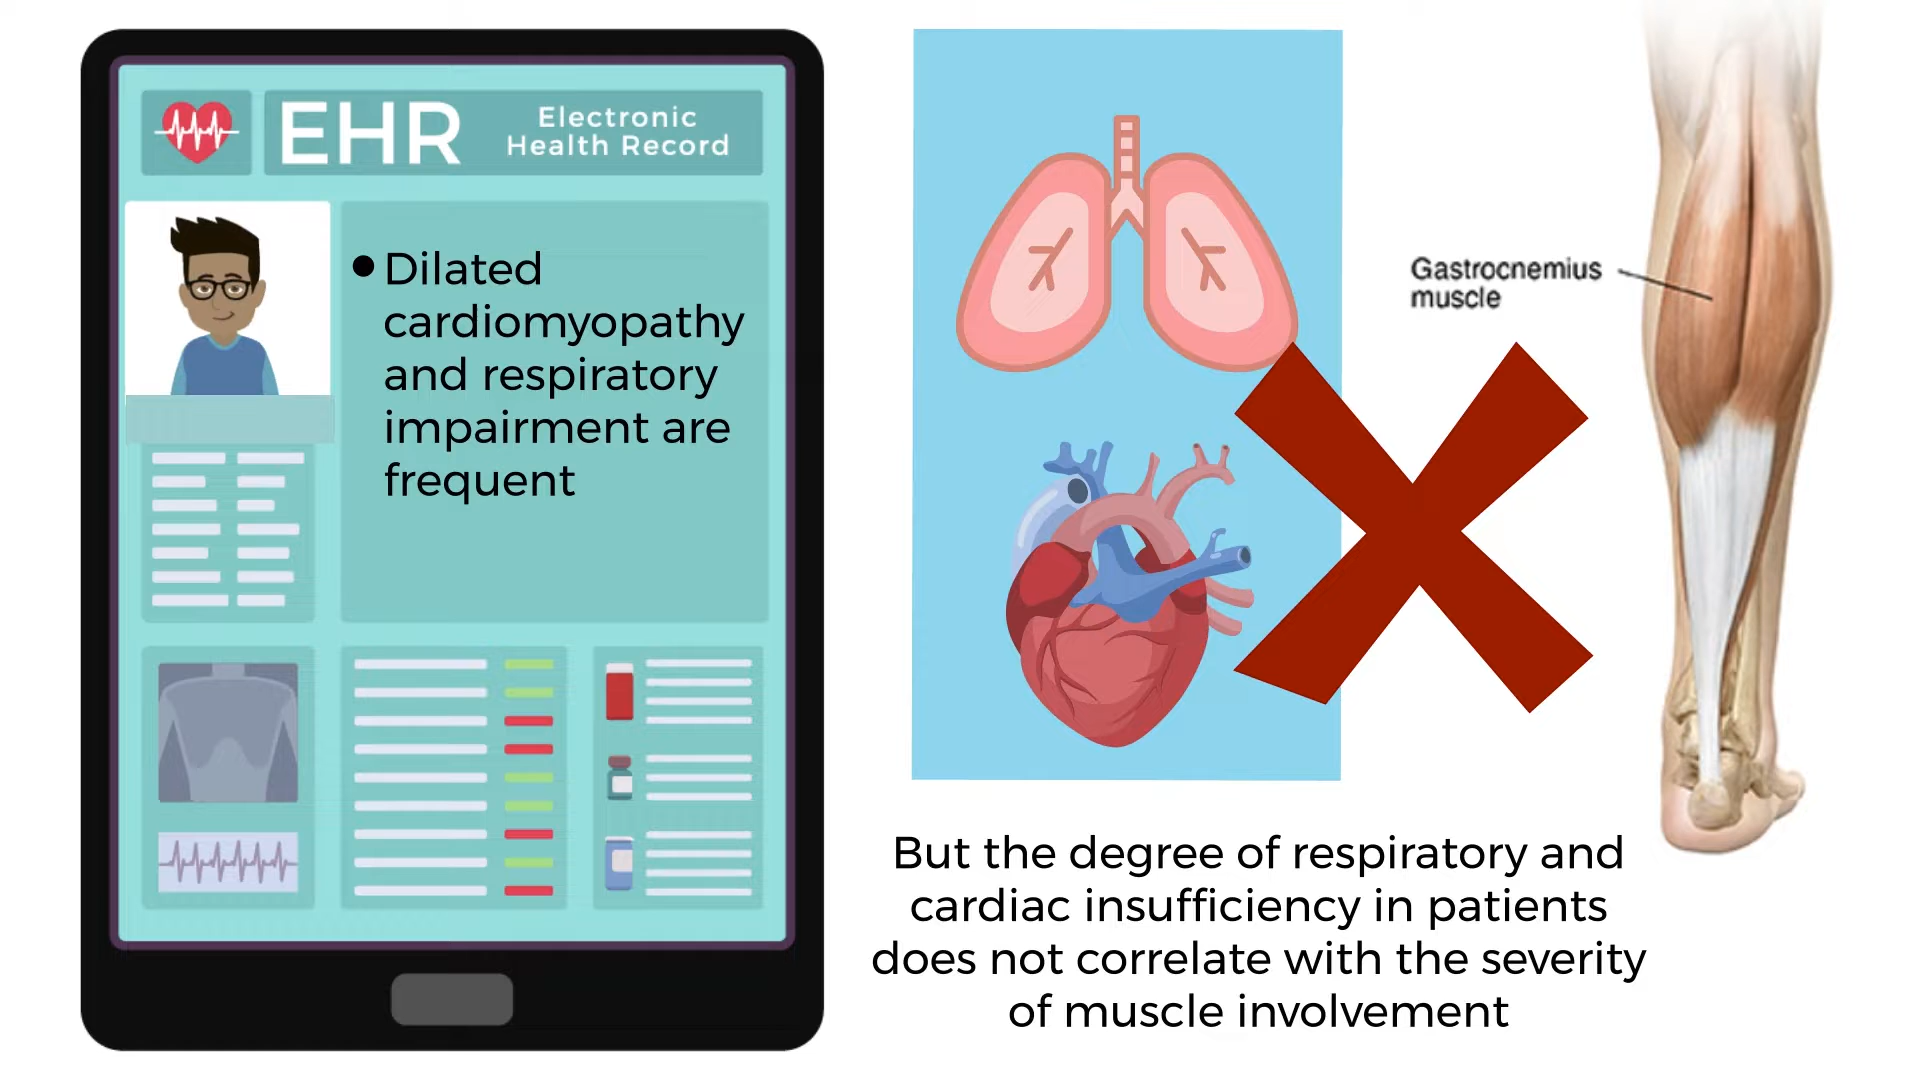 EHR
Electronic
Health Record
• Dilated
cardiomyopathy
and respiratory
impairment are
frequent
Gastrocnemius
muscle
But the degree of respiratory and
cardiac insufficiency in patients
does not correlate with the severity
of muscle involvement